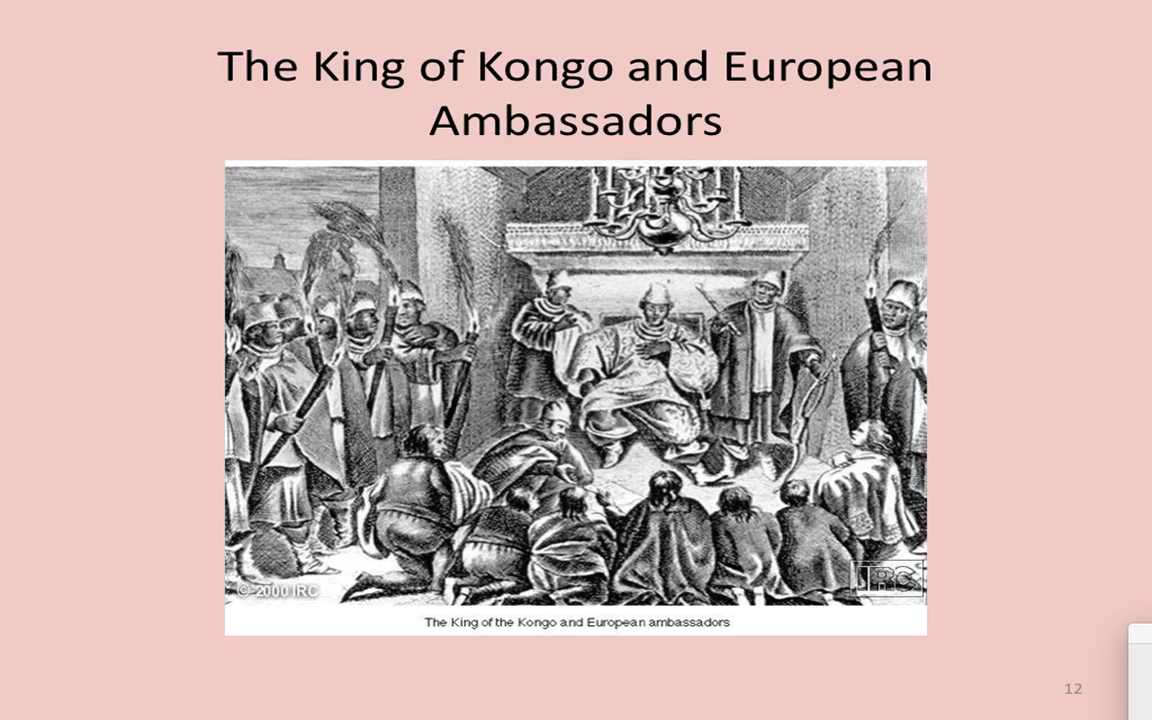 The King of Kongo and European
Ambassadors
© 2000 IRC
IRC
The King of the Kongo and European ambassadors
12